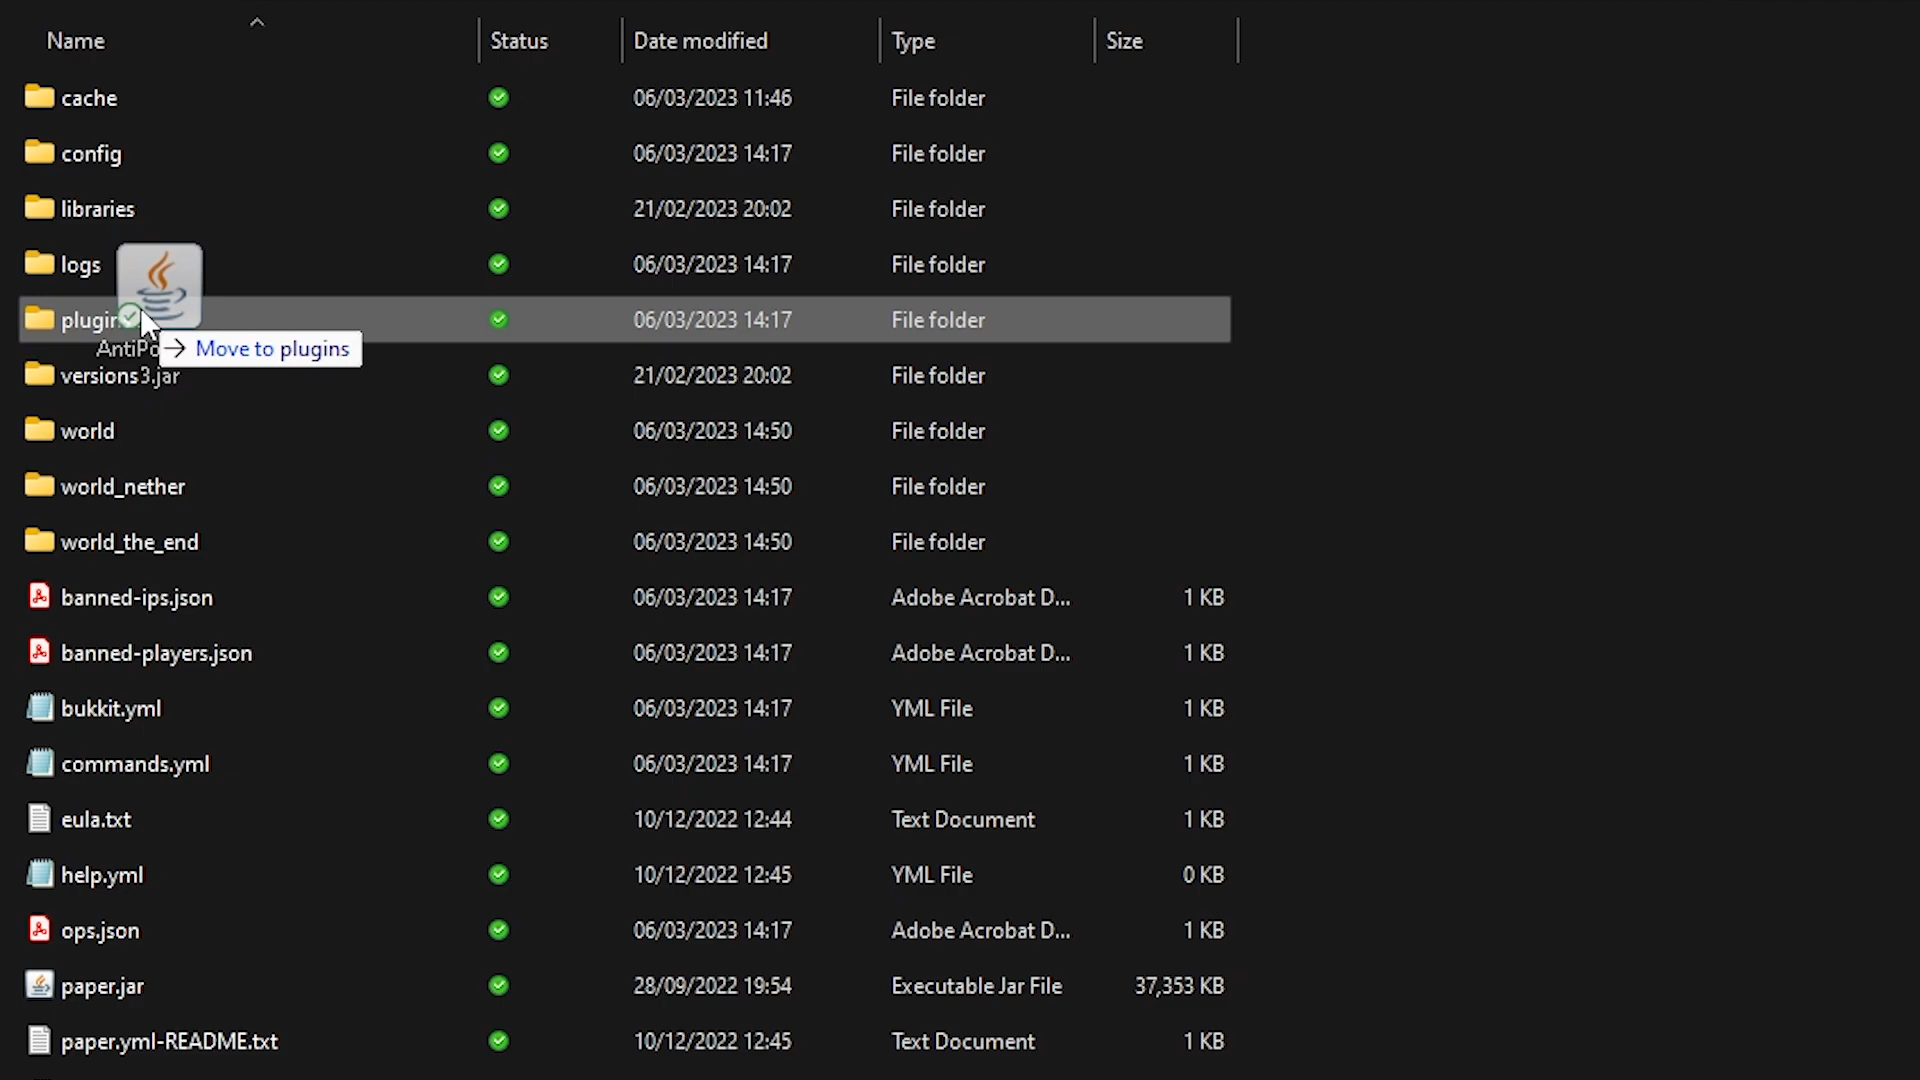 Name Status Date modified Type Size
cache 06/03/2023 11:46 File folder
config 06/03/2023 14:17 File folder
libraries 21/02/2023 20:02 File folder
logs 06/03/2023 14:17 File folder
06/03/2023 14:17 File folder
Move to plugins
versions 3.jar 21/02/2023 20:02 File folder
world 06/03/2023 14:50 File folder
world_nether 06/03/2023 14:50 File folder
world_the_end 06/03/2023 14:50 File folder
banned-ips.json 06/03/2023 14:17 Adobe Acrobat D... 1 KB
banned-players.json 06/03/2023 14:17 Adobe Acrobat D... 1 KB
bukkit.yml 06/03/2023 14:17 YML File 1 KB
commands.yml 06/03/2023 14:17 YML File 1 KB
eula.txt 10/12/2022 12:44 Text Document 1 KB
help.yml 10/12/2022 12:45 YML File 0 KB
ops.json 06/03/2023 14:17 Adobe Acrobat D... 1 KB
paper.jar 28/09/2022 19:54 Executable Jar File 37,353 KB
paper.yml-README.txt 10/12/2022 12:45 Text Document 1 KB